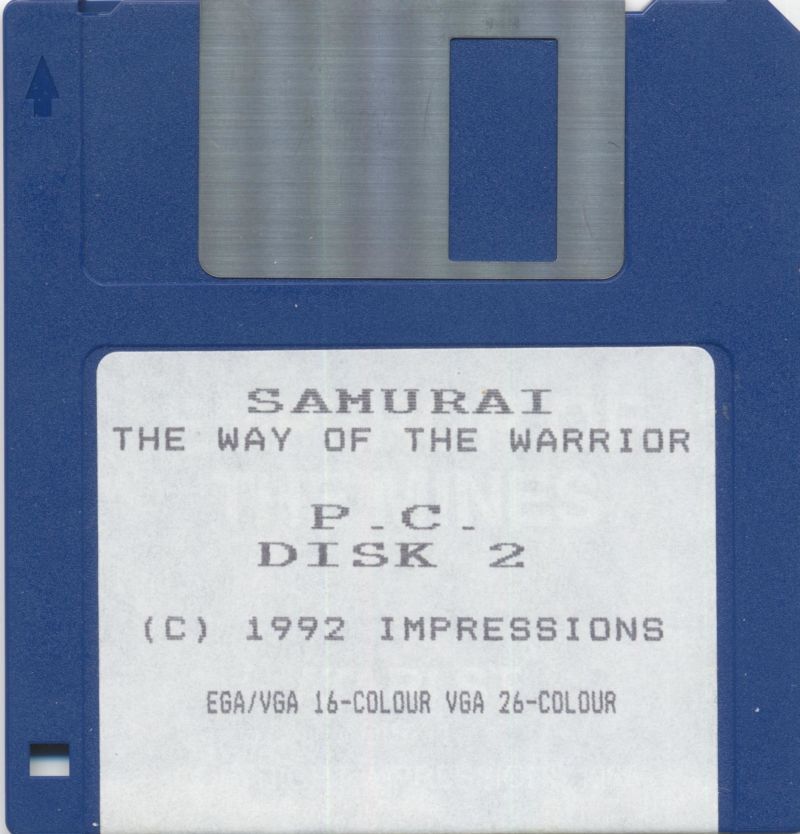 SAMURAI
THE WAY OF THE WARRIOR
P.C.
DISK 2
(C) 1992 IMPRESSIONS
EGA/VGA 16-COLOUR VGA 26-COLOUR